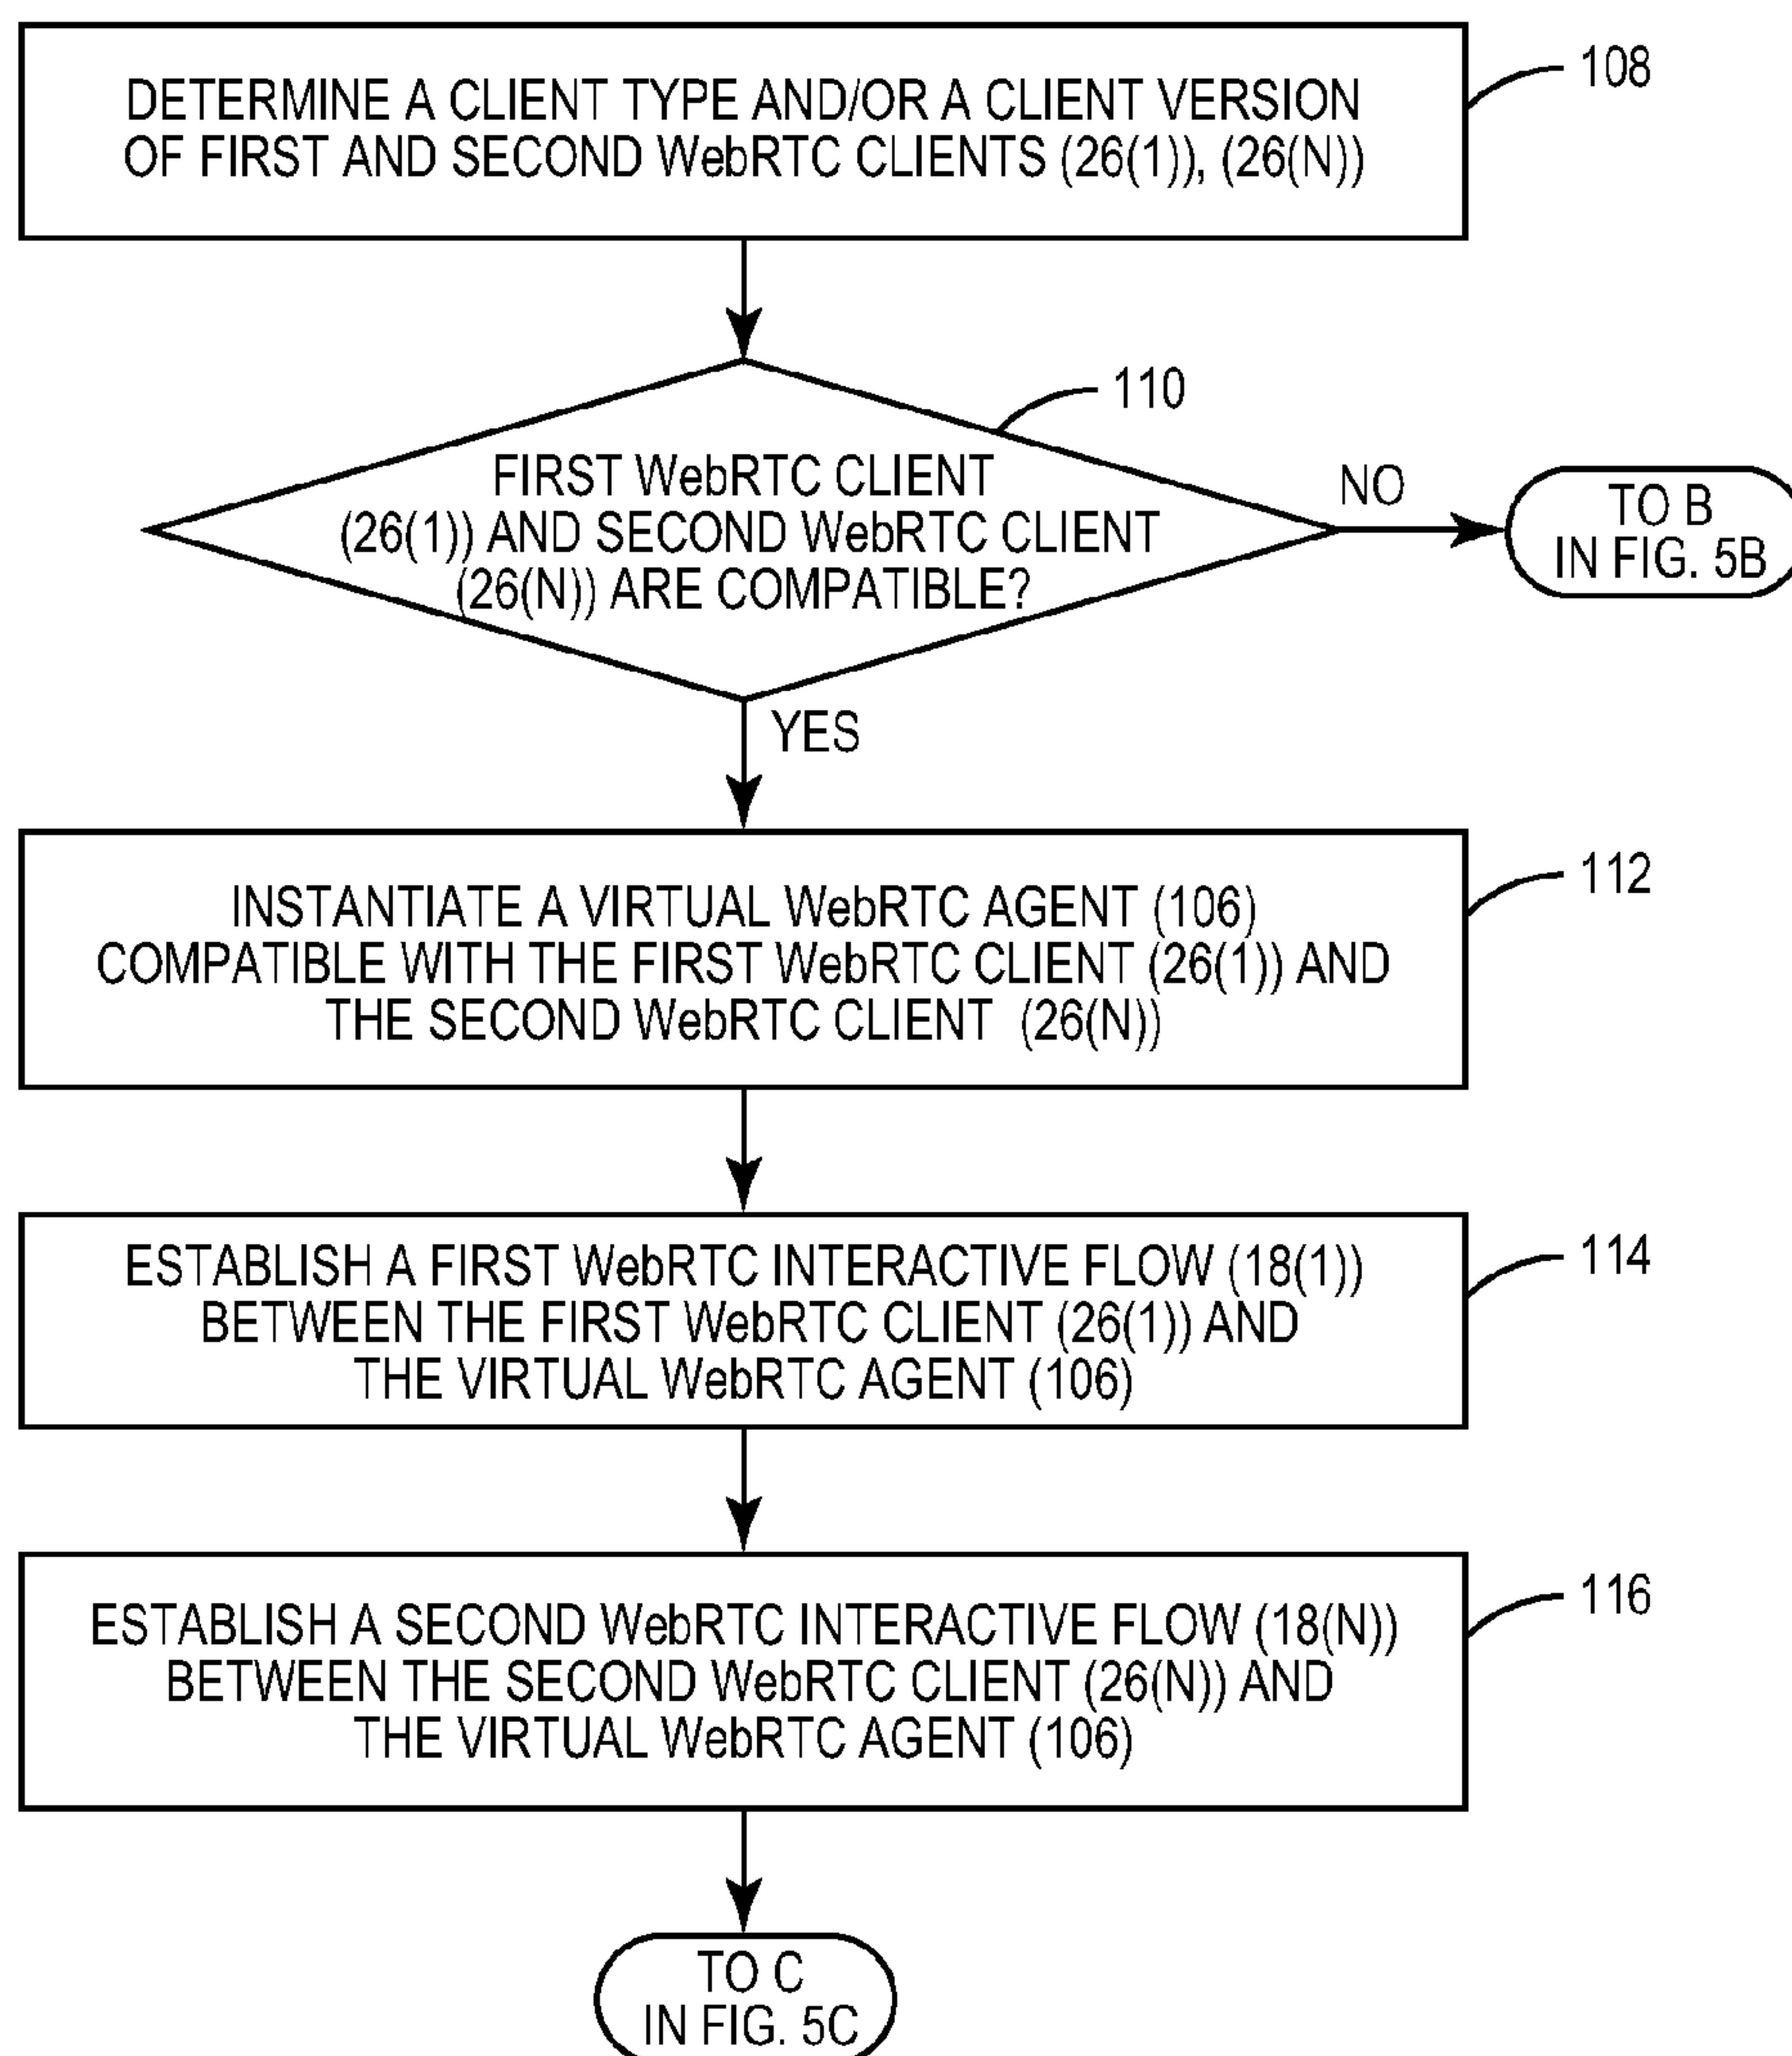 DETERMINE A CLIENT TYPE AND/OR A CLIENT VERSION
OF FIRST AND SECOND WebRTC CLIENTS (26(1)), (26(N))
108
110
FIRST WebRTC CLIENT
(26(1)) AND SECOND WebRTC CLIENT
(26(N)) ARE COMPATIBLE?
NO
TO B
IN FIG. 5B
YES
INSTANTIATE A VIRTUAL WebRTC AGENT (106)
COMPATIBLE WITH THE FIRST WebRTC CLIENT (26(1)) AND
THE SECOND WebRTC CLIENT (26(N))
112
ESTABLISH A FIRST WebRTC INTERACTIVE FLOW (18(1))
BETWEEN THE FIRST WebRTC CLIENT (26(1)) AND
THE VIRTUAL WebRTC AGENT (106)
114
ESTABLISH A SECOND WebRTC INTERACTIVE FLOW (18(N))
BETWEEN THE SECOND WebRTC CLIENT (26(N)) AND
THE VIRTUAL WebRTC AGENT (106)
116
TO C
IN FIG. 5C